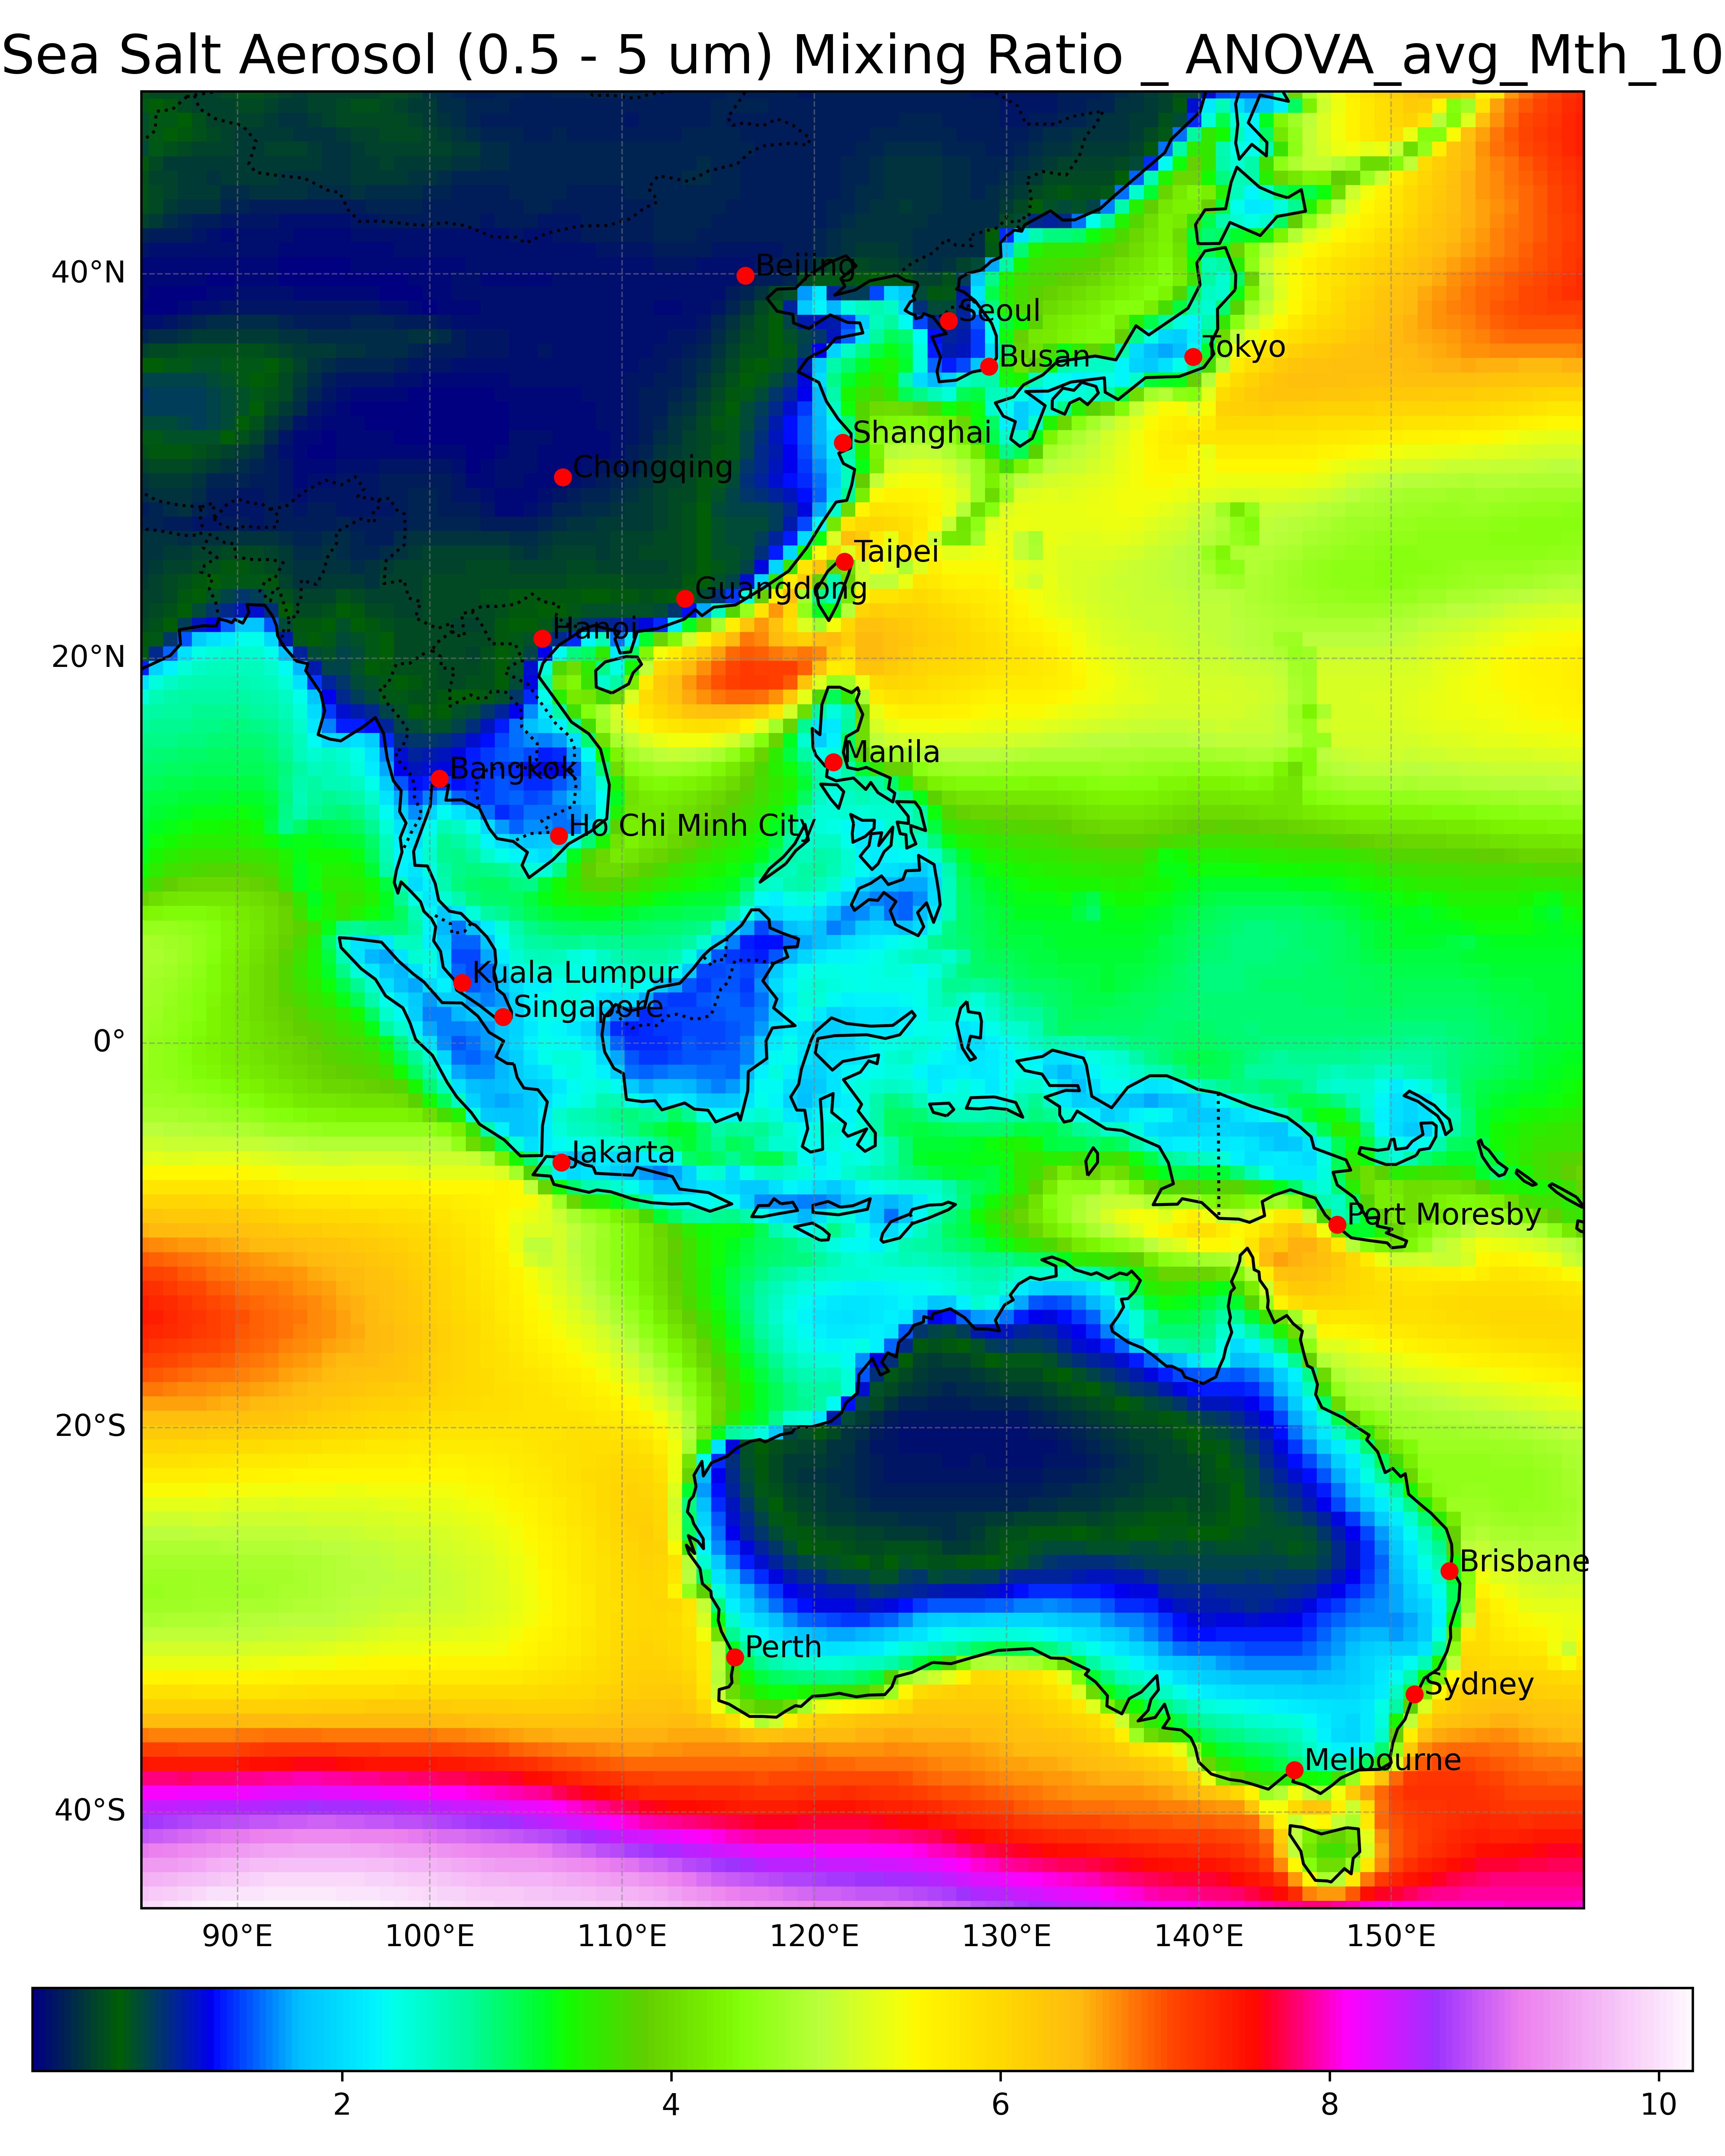 Sea Salt Aerosol (0.5 - 5 um) Mixing Ratio _ ANOVA_avg_Mth_10
40°N
Beijing
Seoul
Tokyo
Busan
Shanghai
Chongqing
Taipei
Guangdong
Hanoi
20°N
Manila
Bangkok
Ho Chi Minh City
Kuala Lumpur
Singapore
0°
Jakarta
Port Moresby
20°S
Brisbane
Perth
Sydney
Melbourne
40°S
90°E 100°E 110°E 120°E 130°E 140°E 150°E
2 4 6 8 10